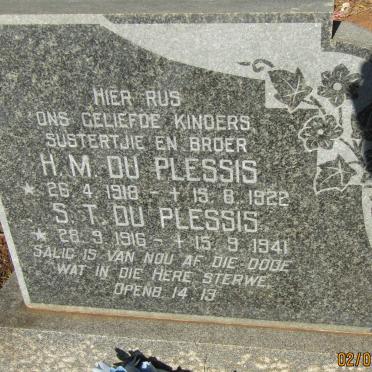 HIER RUS
ONS GELIEFDE KINDERS
SUSTERTJIE EN BROER
H.M. DU PLESSIS
* 26.4.1918 - † 15.8.1922
S.T. DU PLESSIS
* 28.9.1916 - † 15.9.1941
SALIG IS VAN NOU AF DIE DODE
WAT IN DIE HERE STERWE
OPENB 14 13
02/0